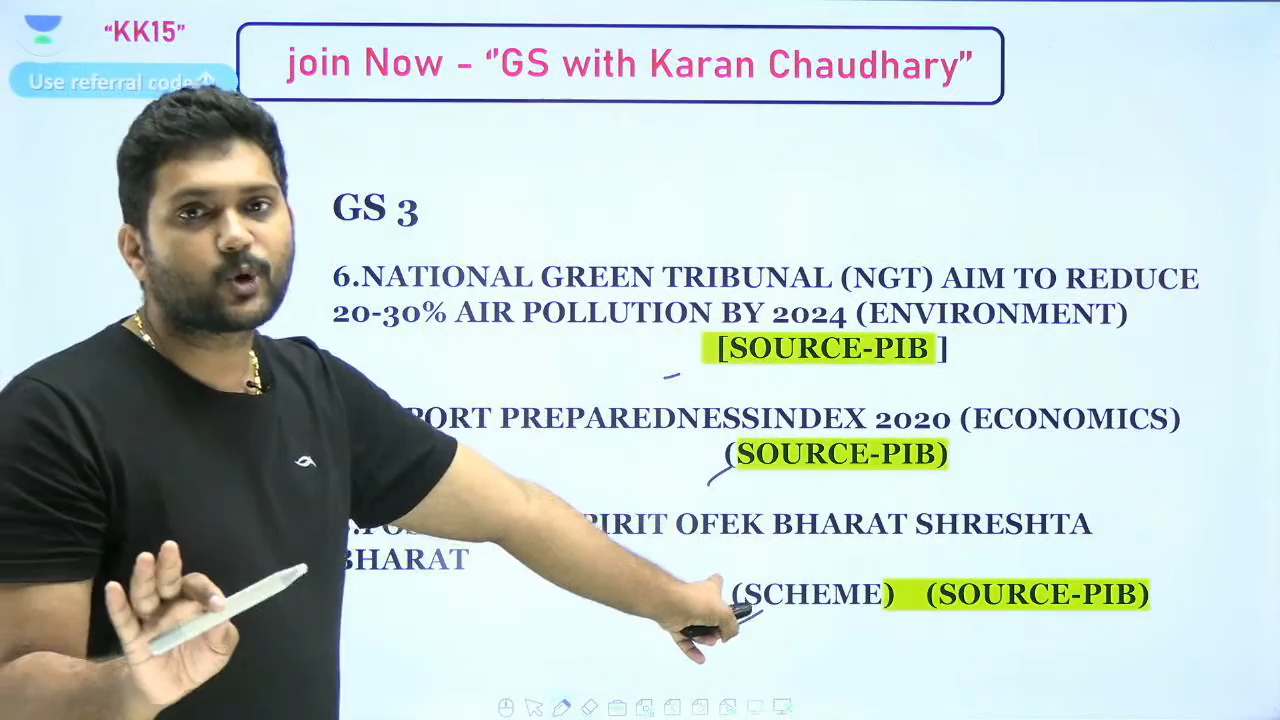 “KK15”
Use referral code
join Now - “GS with Karan Chaudhary”
GS 3
6.NATIONAL GREEN TRIBUNAL (NGT) AIM TO REDUCE
20-30% AIR POLLUTION BY 2024 (ENVIRONMENT)
[SOURCE-PIB ]
PORT PREPAREDNESSINDEX 2020 (ECONOMICS)
(SOURCE-PIB)
PIRIT OFEK BHARAT SHRESHTA
BHARAT
(SCHEME) (SOURCE-PIB)